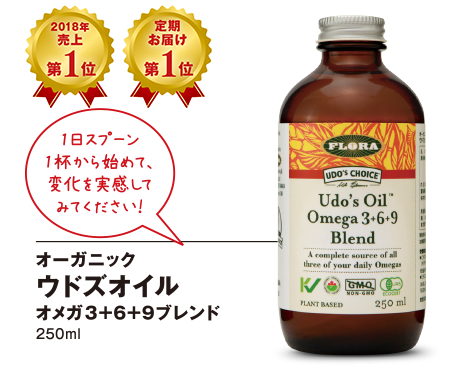 2018年
売上
第1位
定期
お届け
第1位
1日スプーン
1杯から始めて、
変化を実感して
みてください!
オーガニック
ウドズオイル
オメガ3+6+9ブレンド
250ml
FLORA
UDO'S CHOICE
Udo's Oil™
Omega 3+6+9
Blend
A complete source of all
three of your daily Omegas
GMO
NON-GMO
PLANT BASED
250 ml